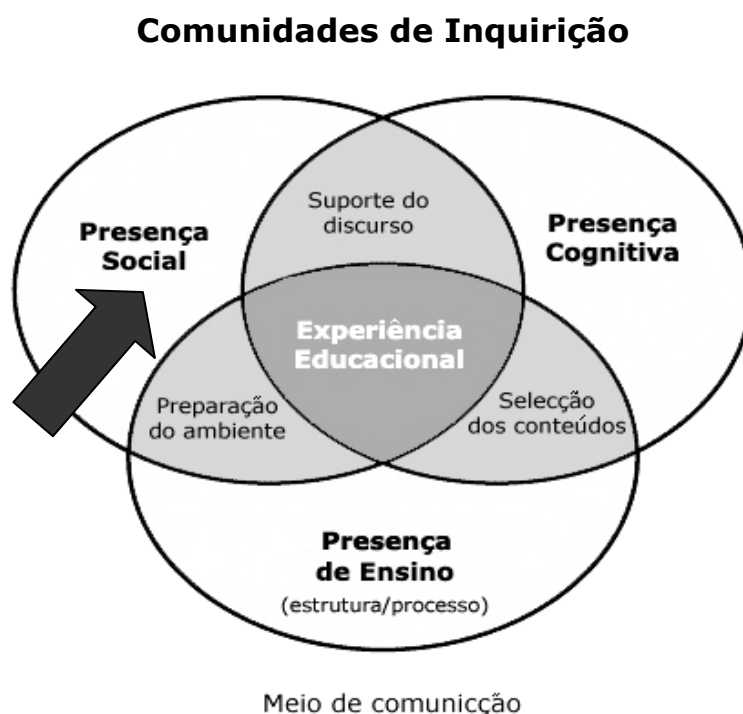 Comunidades de Inquirição
Suporte do
discurso
Presença
Social
Presença
Cognitiva
Experiência
Educacional
Preparação
do ambiente
Selecção
dos conteúdos
Presença
de Ensino
(estrutura/processo)
Meio de comunicção